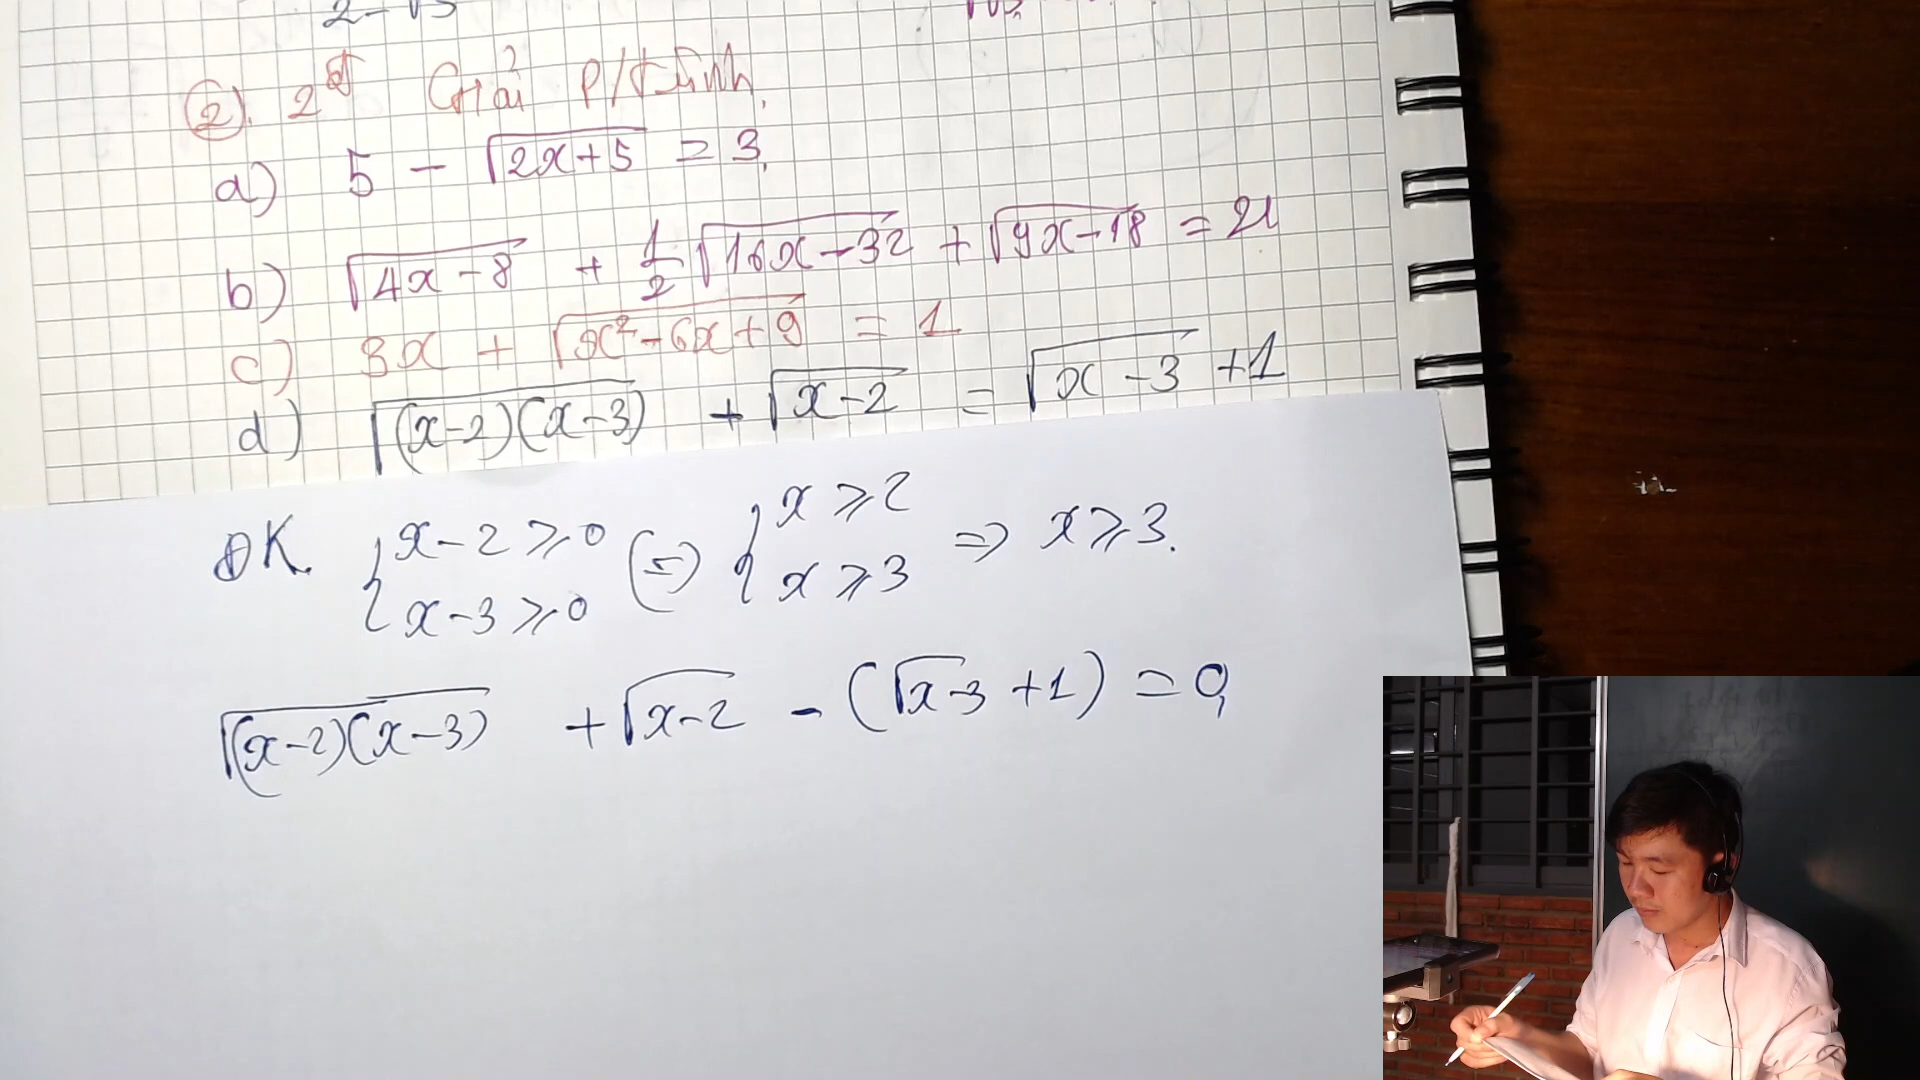 2-√3
②. 2đ Giải p/trình.
a) 5 - √(2x+5) = 3.
b) √(4x-8) + 1/2 √(16x-32) + √(9x-18) = 21
c) 3x + √(x²-6x+9) = 1
d) √((x-2)(x-3)) + √(x-2) = √(x-3) +1
ĐK. { x-2 ⩾ 0 (=) { x ⩾ 2 => x ⩾ 3.
x-3 ⩾ 0 x ⩾ 3
√((x-2)(x-3)) + √(x-2) - (√(x-3) +1) = 0,